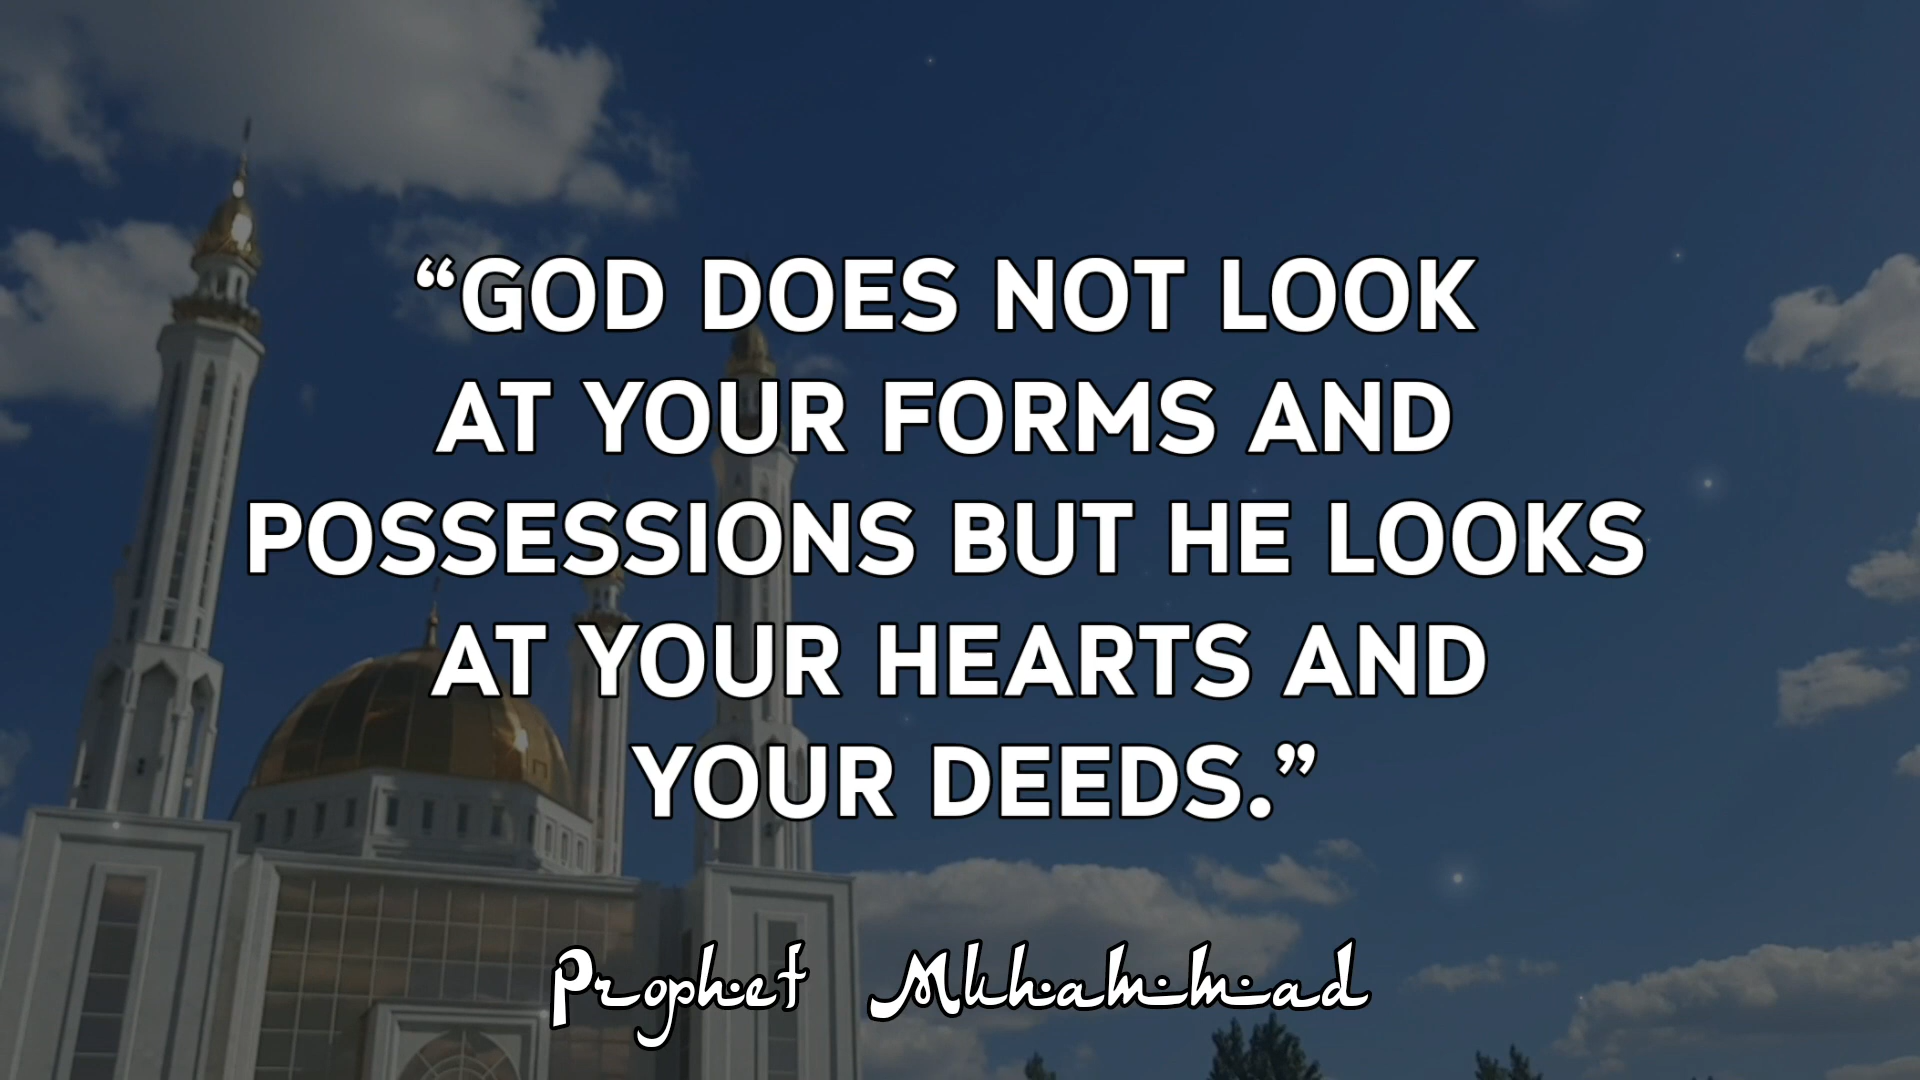 “GOD DOES NOT LOOK
AT YOUR FORMS AND
POSSESSIONS BUT HE LOOKS
AT YOUR HEARTS AND
YOUR DEEDS.”
Prophet Muhammad